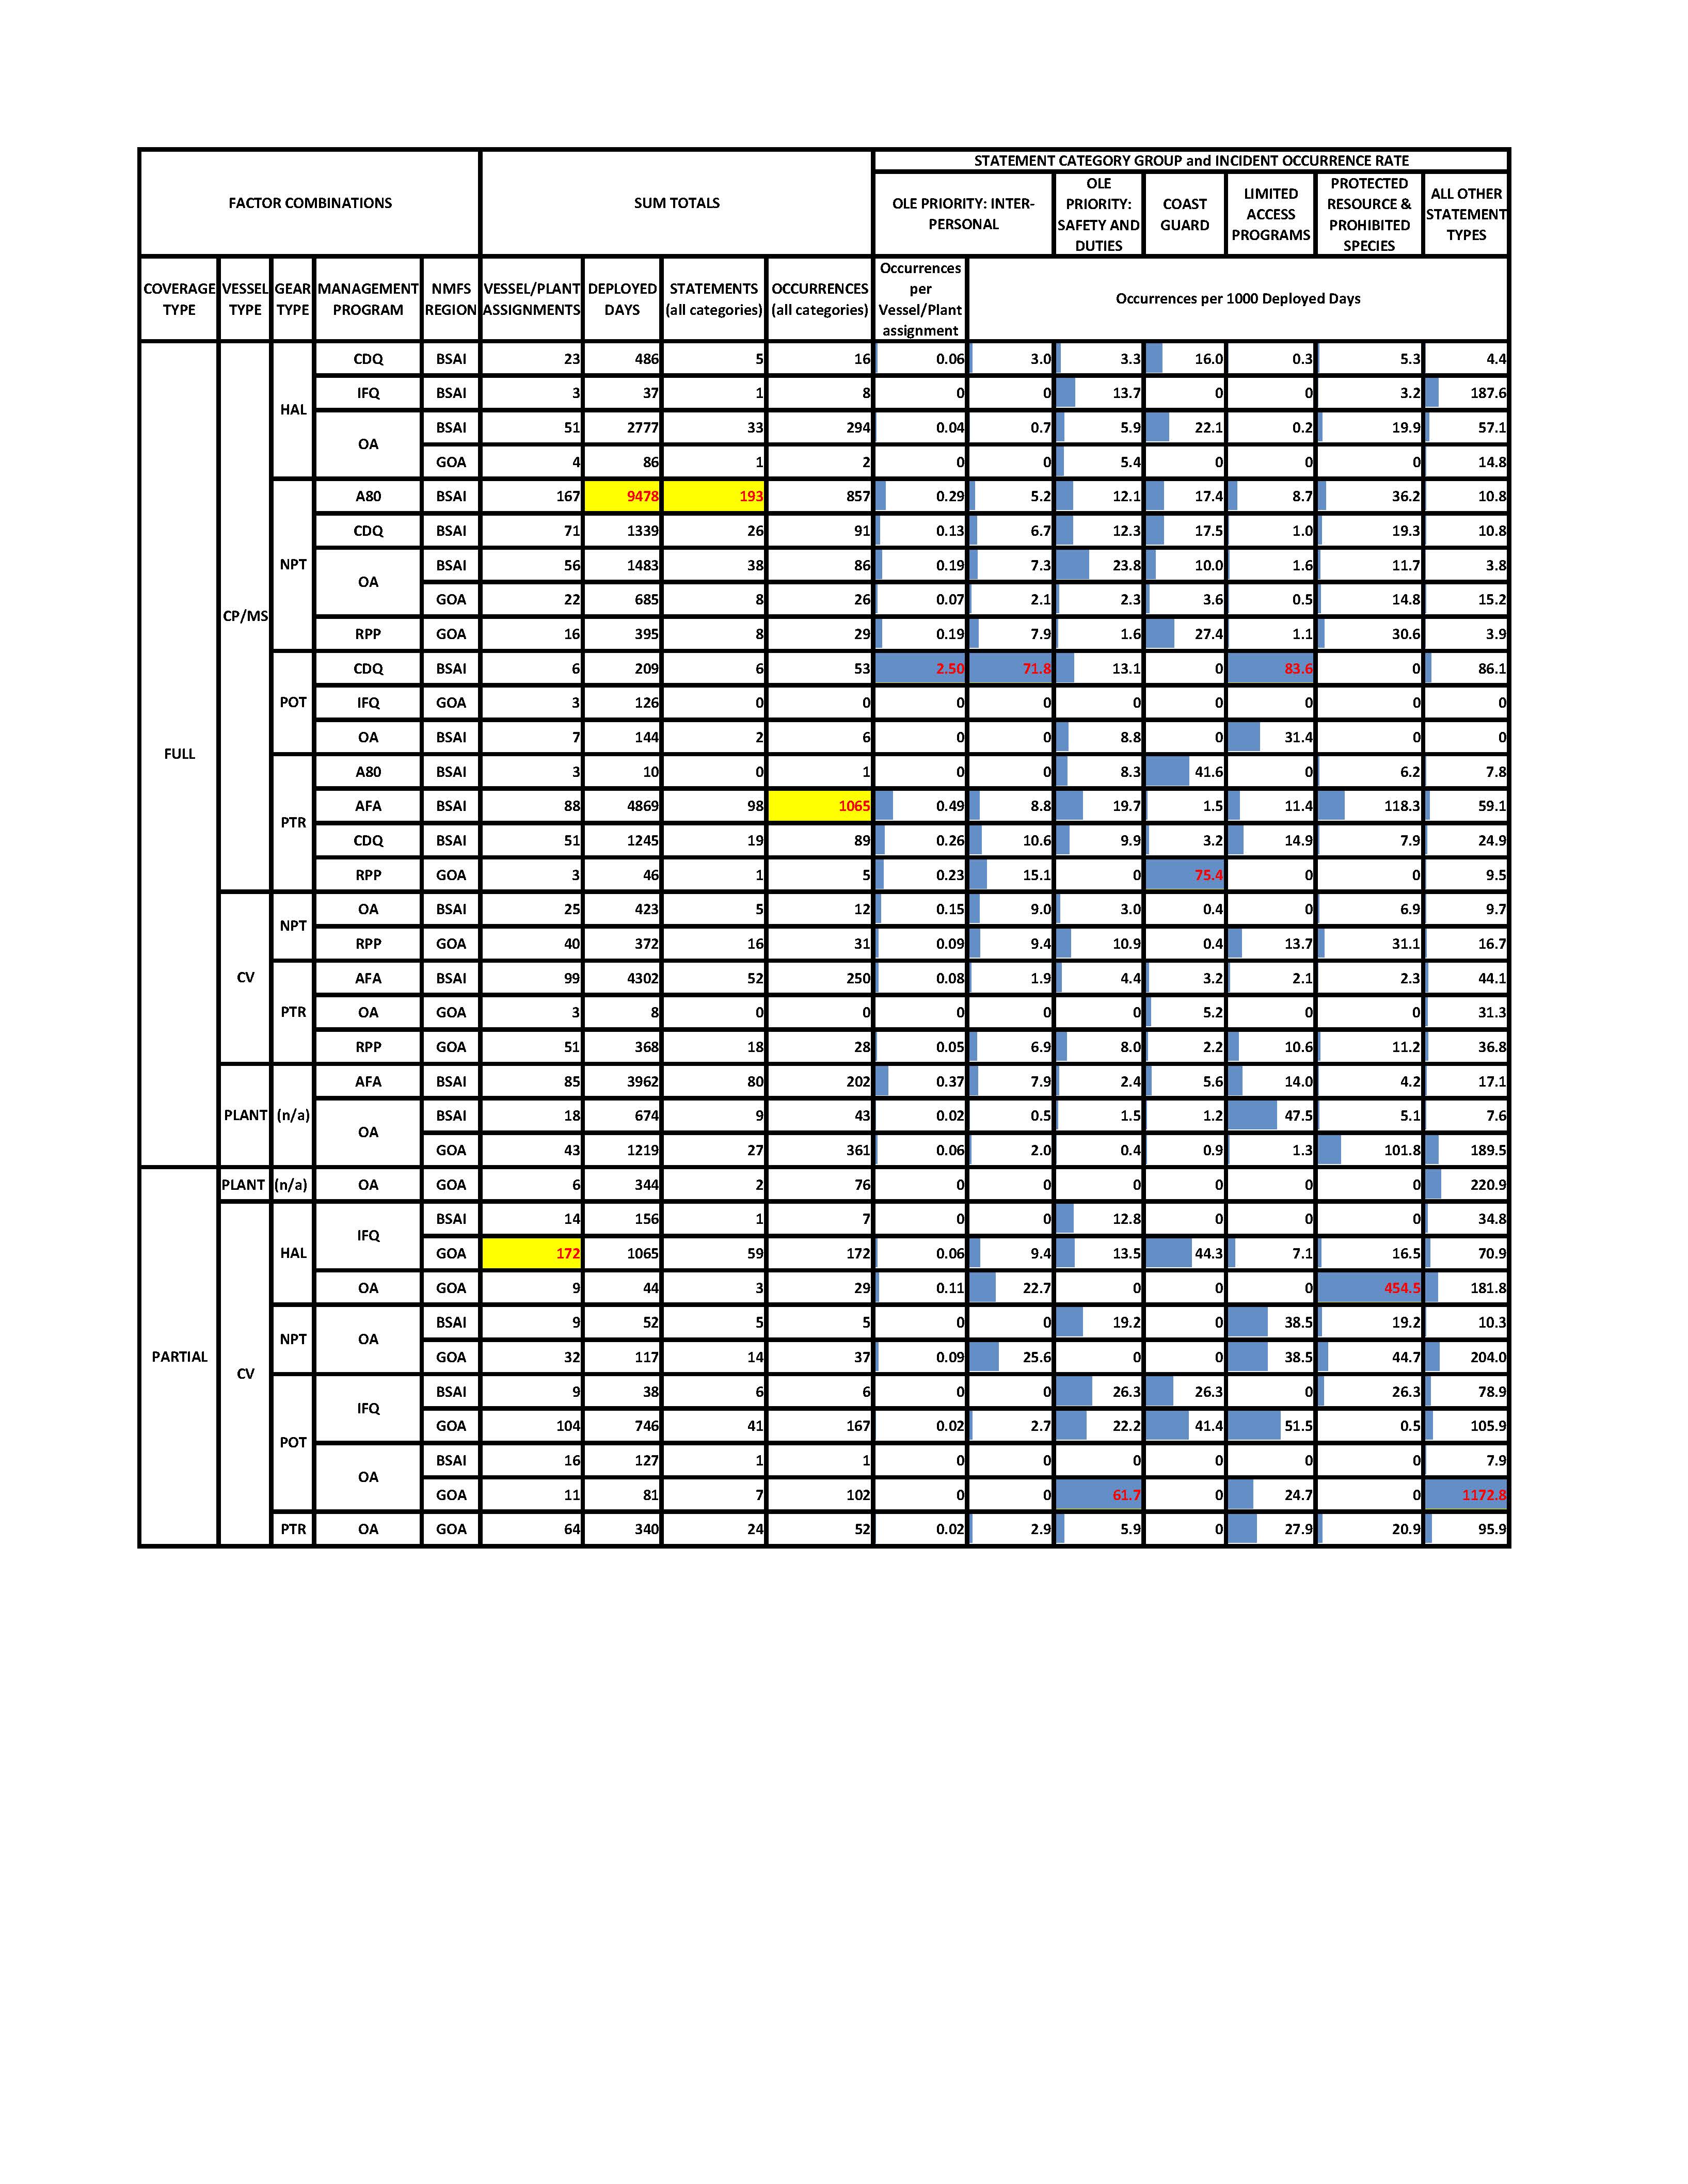 STATEMENT CATEGORY GROUP and INCIDENT OCCURRENCE RATE
FACTOR COMBINATIONS
SUM TOTALS
OLE PRIORITY: INTER-
PERSONAL
OLE
PRIORITY:
SAFETY AND
DUTIES
COAST
GUARD
LIMITED
ACCESS
PROGRAMS
PROTECTED
RESOURCE &
PROHIBITED
SPECIES
ALL OTHER
STATEMENT
TYPES
COVERAGE
TYPE
VESSEL
TYPE
GEAR
TYPE
MANAGEMENT
PROGRAM
NMFS
REGION
VESSEL/PLANT
ASSIGNMENTS
DEPLOYED
DAYS
STATEMENTS
(all categories)
OCCURRENCES
(all categories)
Occurrences
per
Vessel/Plant
assignment
Occurrences per 1000 Deployed Days
FULL
CP/MS
HAL
CDQ BSAI 23 486 5 16 0.06 3.0 3.3 16.0 0.3 5.3 4.4
IFQ BSAI 3 37 1 8 0 0 13.7 0 0 3.2 187.6
OA
BSAI 51 2777 33 294 0.04 0.7 5.9 22.1 0.2 19.9 57.1
GOA 4 86 1 2 0 0 5.4 0 0 0 14.8
NPT
A80 BSAI 167 9478 193 857 0.29 5.2 12.1 17.4 8.7 36.2 10.8
CDQ BSAI 71 1339 26 91 0.13 6.7 12.3 17.5 1.0 19.3 10.8
OA
BSAI 56 1483 38 86 0.19 7.3 23.8 10.0 1.6 11.7 3.8
GOA 22 685 8 26 0.07 2.1 2.3 3.6 0.5 14.8 15.2
RPP GOA 16 395 8 29 0.19 7.9 1.6 27.4 1.1 30.6 3.9
POT
CDQ BSAI 6 209 6 53 2.50 71.8 13.1 0 83.6 0 86.1
IFQ GOA 3 126 0 0 0 0 0 0 0 0 0
OA BSAI 7 144 2 6 0 0 8.8 0 31.4 0 0
PTR
A80 BSAI 3 10 0 1 0 0 8.3 41.6 0 6.2 7.8
AFA BSAI 88 4869 98 1065 0.49 8.8 19.7 1.5 11.4 118.3 59.1
CDQ BSAI 51 1245 19 89 0.26 10.6 9.9 3.2 14.9 7.9 24.9
RPP GOA 3 46 1 5 0.23 15.1 0 75.4 0 0 9.5
CV
NPT
OA BSAI 25 423 5 12 0.15 9.0 3.0 0.4 0 6.9 9.7
RPP GOA 40 372 16 31 0.09 9.4 10.9 0.4 13.7 31.1 16.7
PTR
AFA BSAI 99 4302 52 250 0.08 1.9 4.4 3.2 2.1 2.3 44.1
OA GOA 3 8 0 0 0 0 0 5.2 0 0 31.3
RPP GOA 51 368 18 28 0.05 6.9 8.0 2.2 10.6 11.2 36.8
PLANT (n/a)
AFA BSAI 85 3962 80 202 0.37 7.9 2.4 5.6 14.0 4.2 17.1
OA
BSAI 18 674 9 43 0.02 0.5 1.5 1.2 47.5 5.1 7.6
GOA 43 1219 27 361 0.06 2.0 0.4 0.9 1.3 101.8 189.5
PARTIAL
PLANT (n/a) OA GOA 6 344 2 76 0 0 0 0 0 0 220.9
CV
HAL
IFQ
BSAI 14 156 1 7 0 0 12.8 0 0 0 34.8
GOA 172 1065 59 172 0.06 9.4 13.5 44.3 7.1 16.5 70.9
OA GOA 9 44 3 29 0.11 22.7 0 0 0 454.5 181.8
NPT
OA
BSAI 9 52 5 5 0 0 19.2 0 38.5 19.2 10.3
GOA 32 117 14 37 0.09 25.6 0 0 38.5 44.7 204.0
POT
IFQ
BSAI 9 38 6 6 0 0 26.3 26.3 0 26.3 78.9
GOA 104 746 41 167 0.02 2.7 22.2 41.4 51.5 0.5 105.9
OA
BSAI 16 127 1 1 0 0 0 0 0 0 7.9
GOA 11 81 7 102 0 0 61.7 0 24.7 0 1172.8
PTR OA GOA 64 340 24 52 0.02 2.9 5.9 0 27.9 20.9 95.9